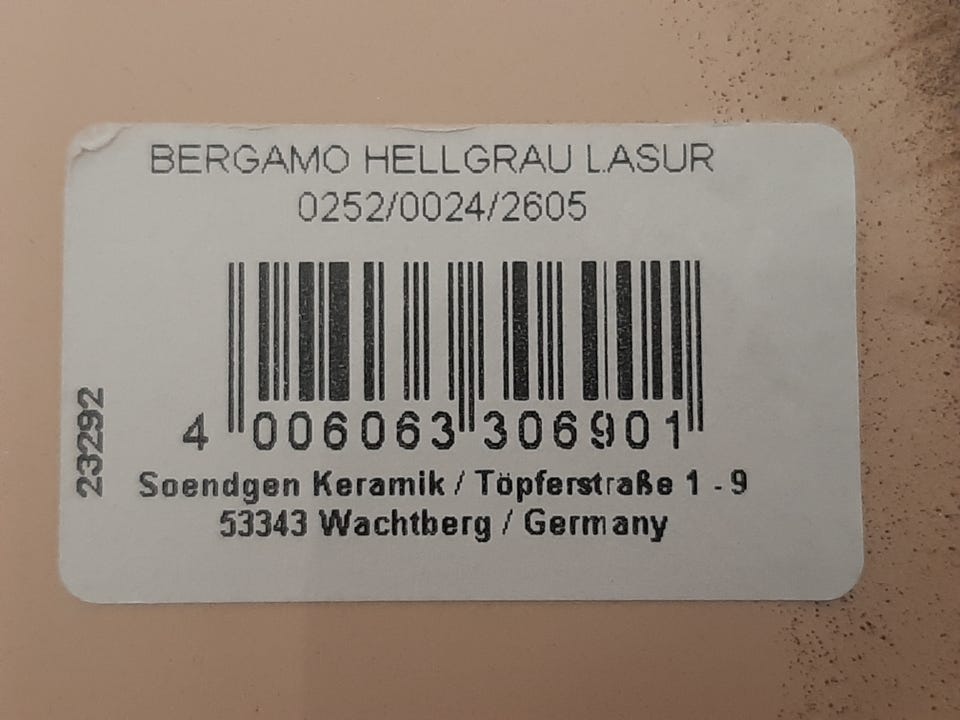 BERGAMO HELLGRAU LASUR
0252/0024/2605
4 006063 306901
23292
Soendgen Keramik / Töpferstraße 1 - 9
53343 Wachtberg / Germany